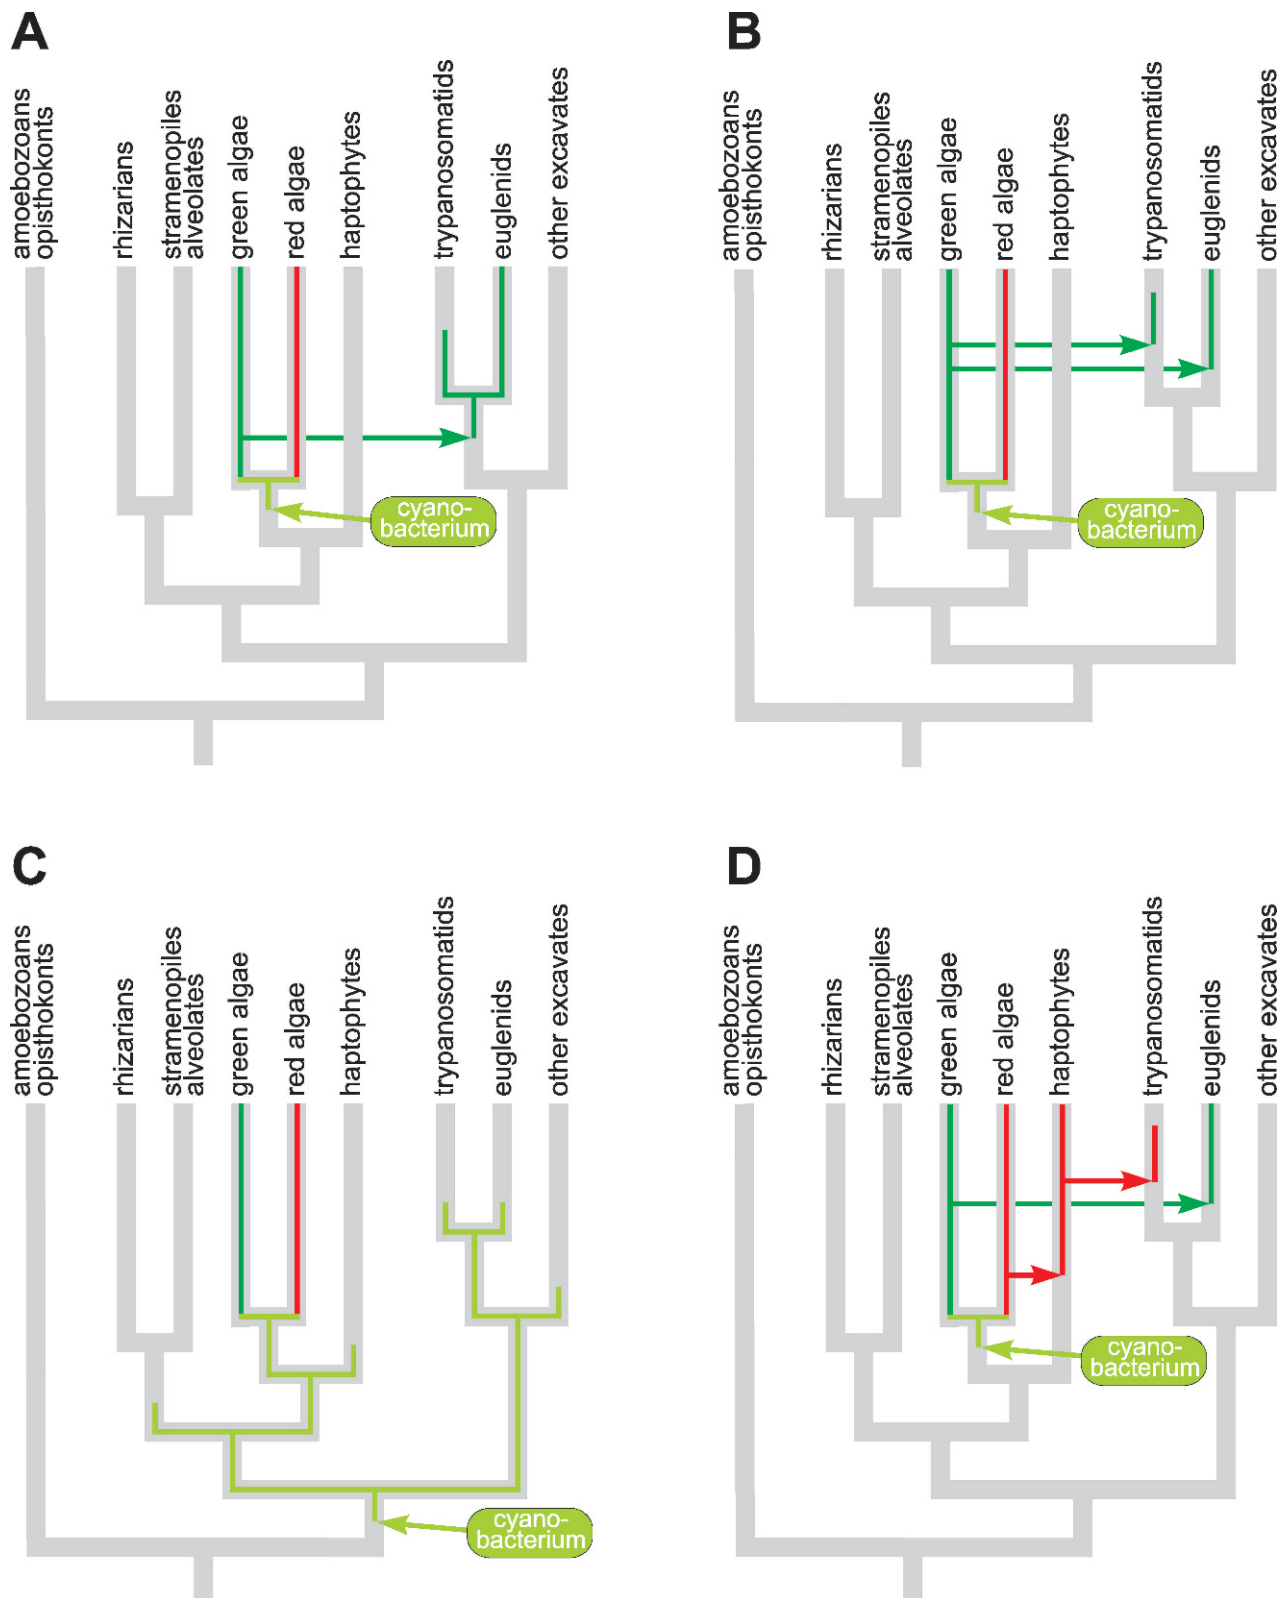 A
amoebozoans
opisthokonts
rhizarians
stramenopiles
alveolates
green algae
red algae
haptophytes
trypanosomatids
euglenids
other excavates
cyano-
bacterium
B
amoebozoans
opisthokonts
rhizarians
stramenopiles
alveolates
green algae
red algae
haptophytes
trypanosomatids
euglenids
other excavates
cyano-
bacterium
C
amoebozoans
opisthokonts
rhizarians
stramenopiles
alveolates
green algae
red algae
haptophytes
trypanosomatids
euglenids
other excavates
cyano-
bacterium
D
amoebozoans
opisthokonts
rhizarians
stramenopiles
alveolates
green algae
red algae
haptophytes
trypanosomatids
euglenids
other excavates
cyano-
bacterium